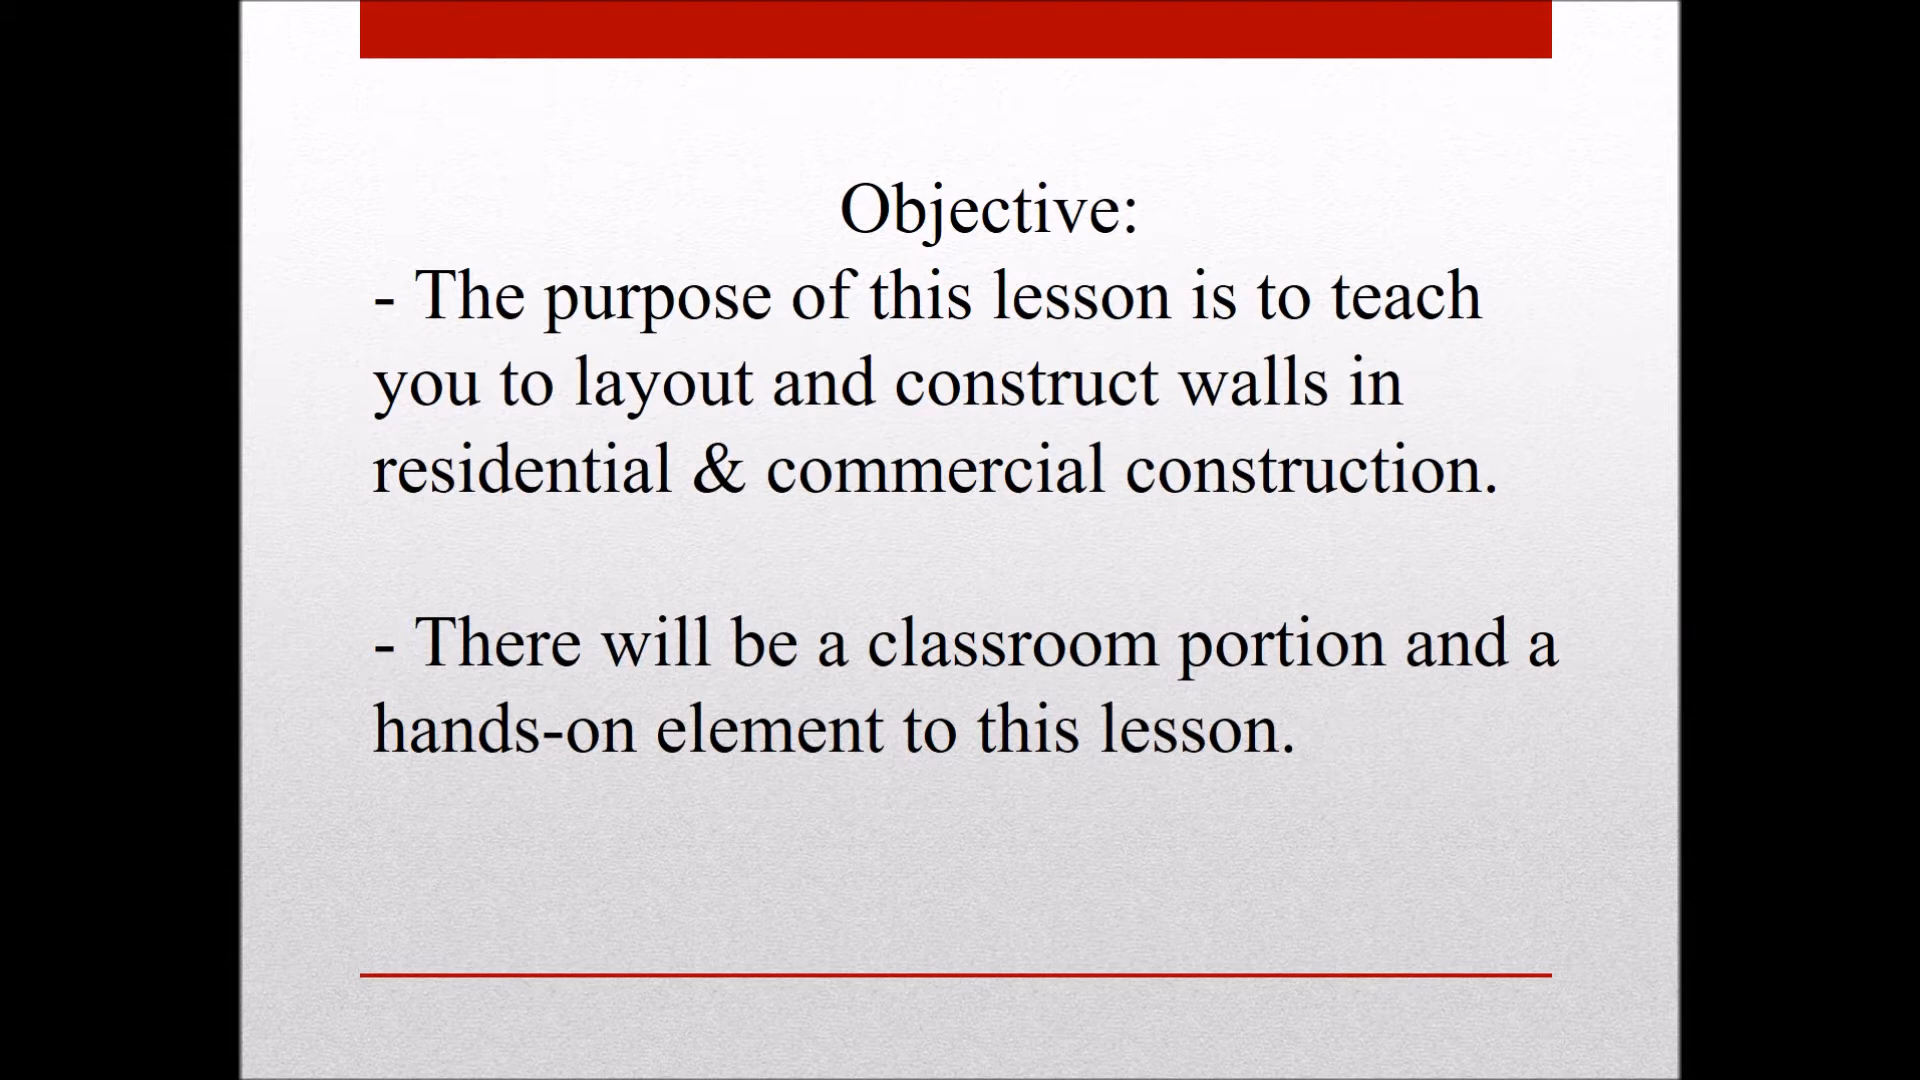 Objective:
- The purpose of this lesson is to teach
you to layout and construct walls in
residential & commercial construction.
- There will be a classroom portion and a
hands-on element to this lesson.